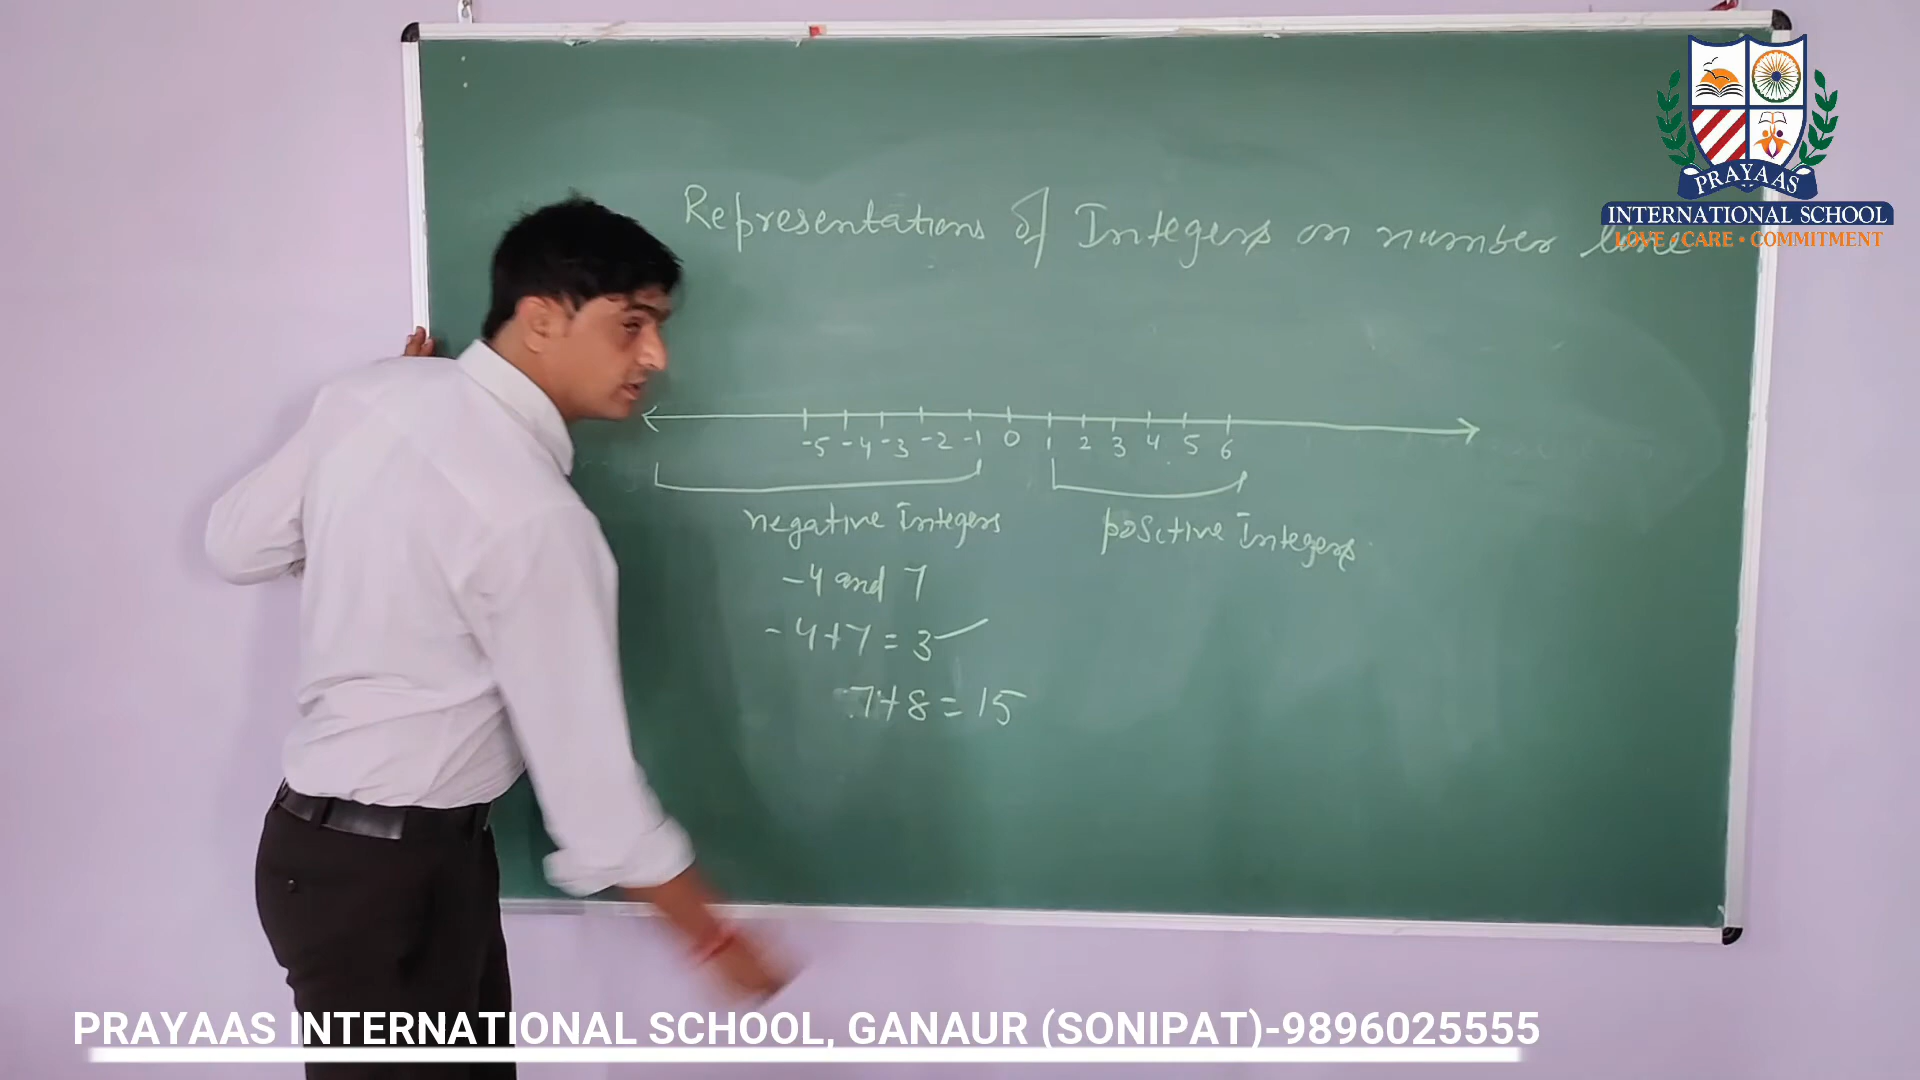 Representations of Integers on number line
-5 -4 -3 -2 -1 0 1 2 3 4 5 6
negative Integers
positive Integers
-4 and 7
-4+7=3
7+8=15
PRAYAAS
INTERNATIONAL SCHOOL
LOVE • CARE • COMMITMENT
PRAYAAS INTERNATIONAL SCHOOL, GANAUR (SONIPAT)-9896025555